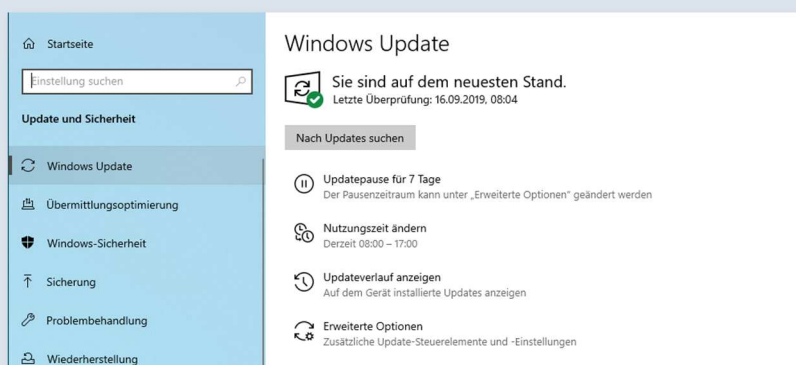 Startseite
Einstellung suchen
Update und Sicherheit
Windows Update
Übermittlungsoptimierung
Windows-Sicherheit
Sicherung
Problembehandlung
Wiederherstellung
Windows Update
Sie sind auf dem neuesten Stand.
Letzte Überprüfung: 16.09.2019, 08:04
Nach Updates suchen
Updatepause für 7 Tage
Der Pausenzeitraum kann unter „Erweiterte Optionen“ geändert werden
Nutzungszeit ändern
Derzeit 08:00 – 17:00
Updateverlauf anzeigen
Auf dem Gerät installierte Updates anzeigen
Erweiterte Optionen
Zusätzliche Update-Steuerelemente und -Einstellungen